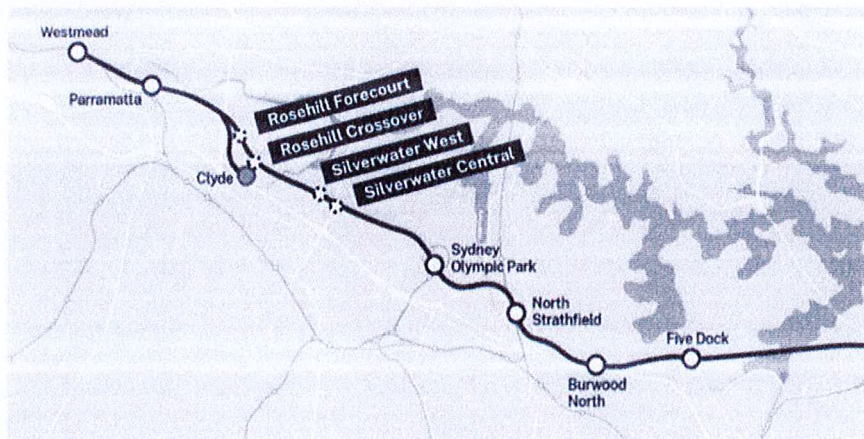 Westmead
Parramatta
Rosehill Forecourt
Rosehill Crossover
Silverwater West
Silverwater Central
Clyde
Sydney
Olympic Park
North
Strathfield
Five Dock
Burwood
North